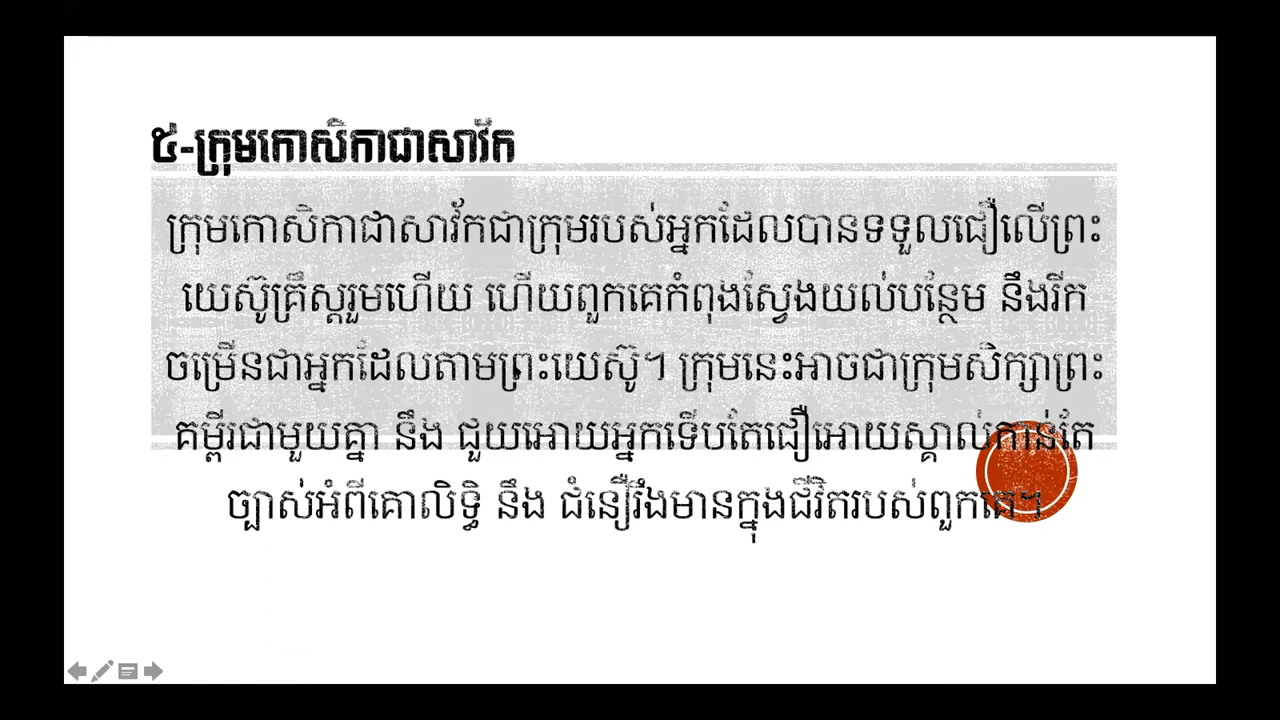 ៥-ក្រុមកោសិកាជាសាវ័ក
ក្រុមកោសិកាជាសាវ័កជាក្រុមរបស់អ្នកដែលបានទទួលជឿលើព្រះ
យេស៊ូគ្រឹស្តរួមហើយ ហើយពួកគេកំពុងស្វែងយល់បន្ថែម នឹងរីក
ចម្រើនជាអ្នកដែលតាមព្រះយេស៊ូ។ ក្រុមនេះអាចជាក្រុមសិក្សាព្រះ
គម្ពីរជាមួយគ្នា នឹង ជួយអោយអ្នកទើបតែជឿអោយស្គាល់កាន់តែ
ច្បាស់អំពីគោលិទ្ធិ នឹង ជំនឿរឹងមានក្នុងជីវិតរបស់ពួកគេ។